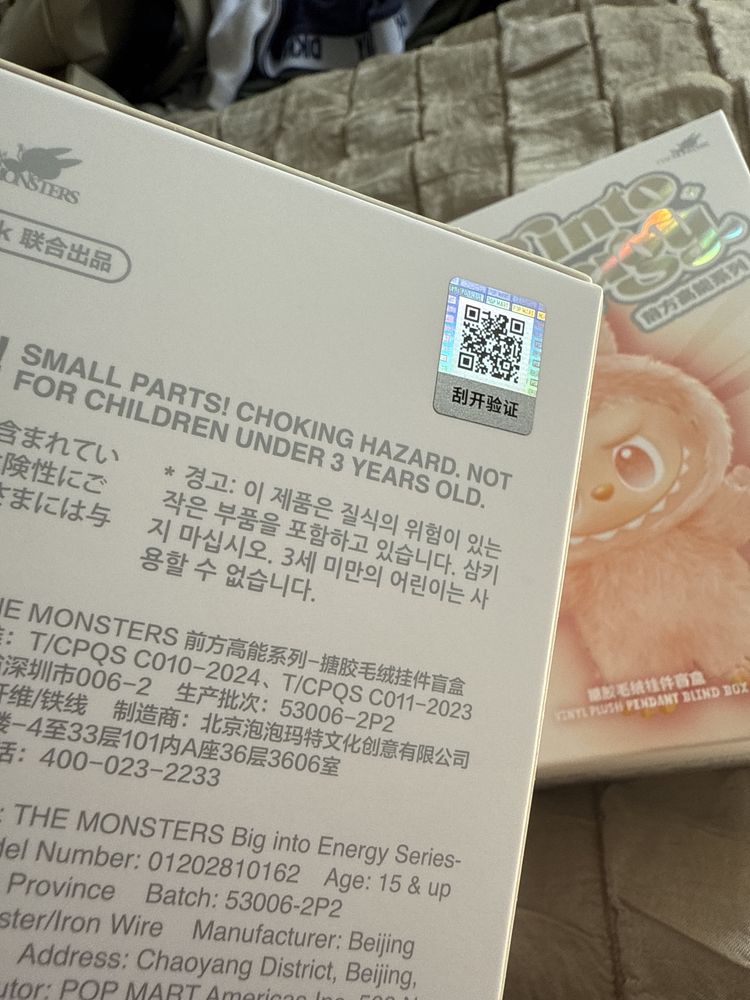 MONSTERS
k 联合出品
POP MART
刮开验证
! SMALL PARTS! CHOKING HAZARD. NOT
FOR CHILDREN UNDER 3 YEARS OLD.
含まれてい
険性にご
さまには与
* 경고: 이 제품은 질식의 위험이 있는
작은 부품을 포함하고 있습니다. 삼키
지 마십시오. 3세 미만의 어린이는 사
용할 수 없습니다.
HE MONSTERS 前方高能系列-搪胶毛绒挂件盲盒
: T/CPQS C010-2024、T/CPQS C011-2023
深圳市006-2 生产批次: 53006-2P2
纤维/铁线 制造商: 北京泡泡玛特文化创意有限公司
楼-4至33层101内A座36层3606室
话: 400-023-2233
: THE MONSTERS Big into Energy Series-
del Number: 01202810162 Age: 15 & up
Province Batch: 53006-2P2
ster/Iron Wire Manufacturer: Beijing
Address: Chaoyang District, Beijing,
utor: POP MART Americas Inc.
into
前方高能系列
搪胶毛绒挂件盲盒
VINYL PLUSH PENDANT BLIND BOX